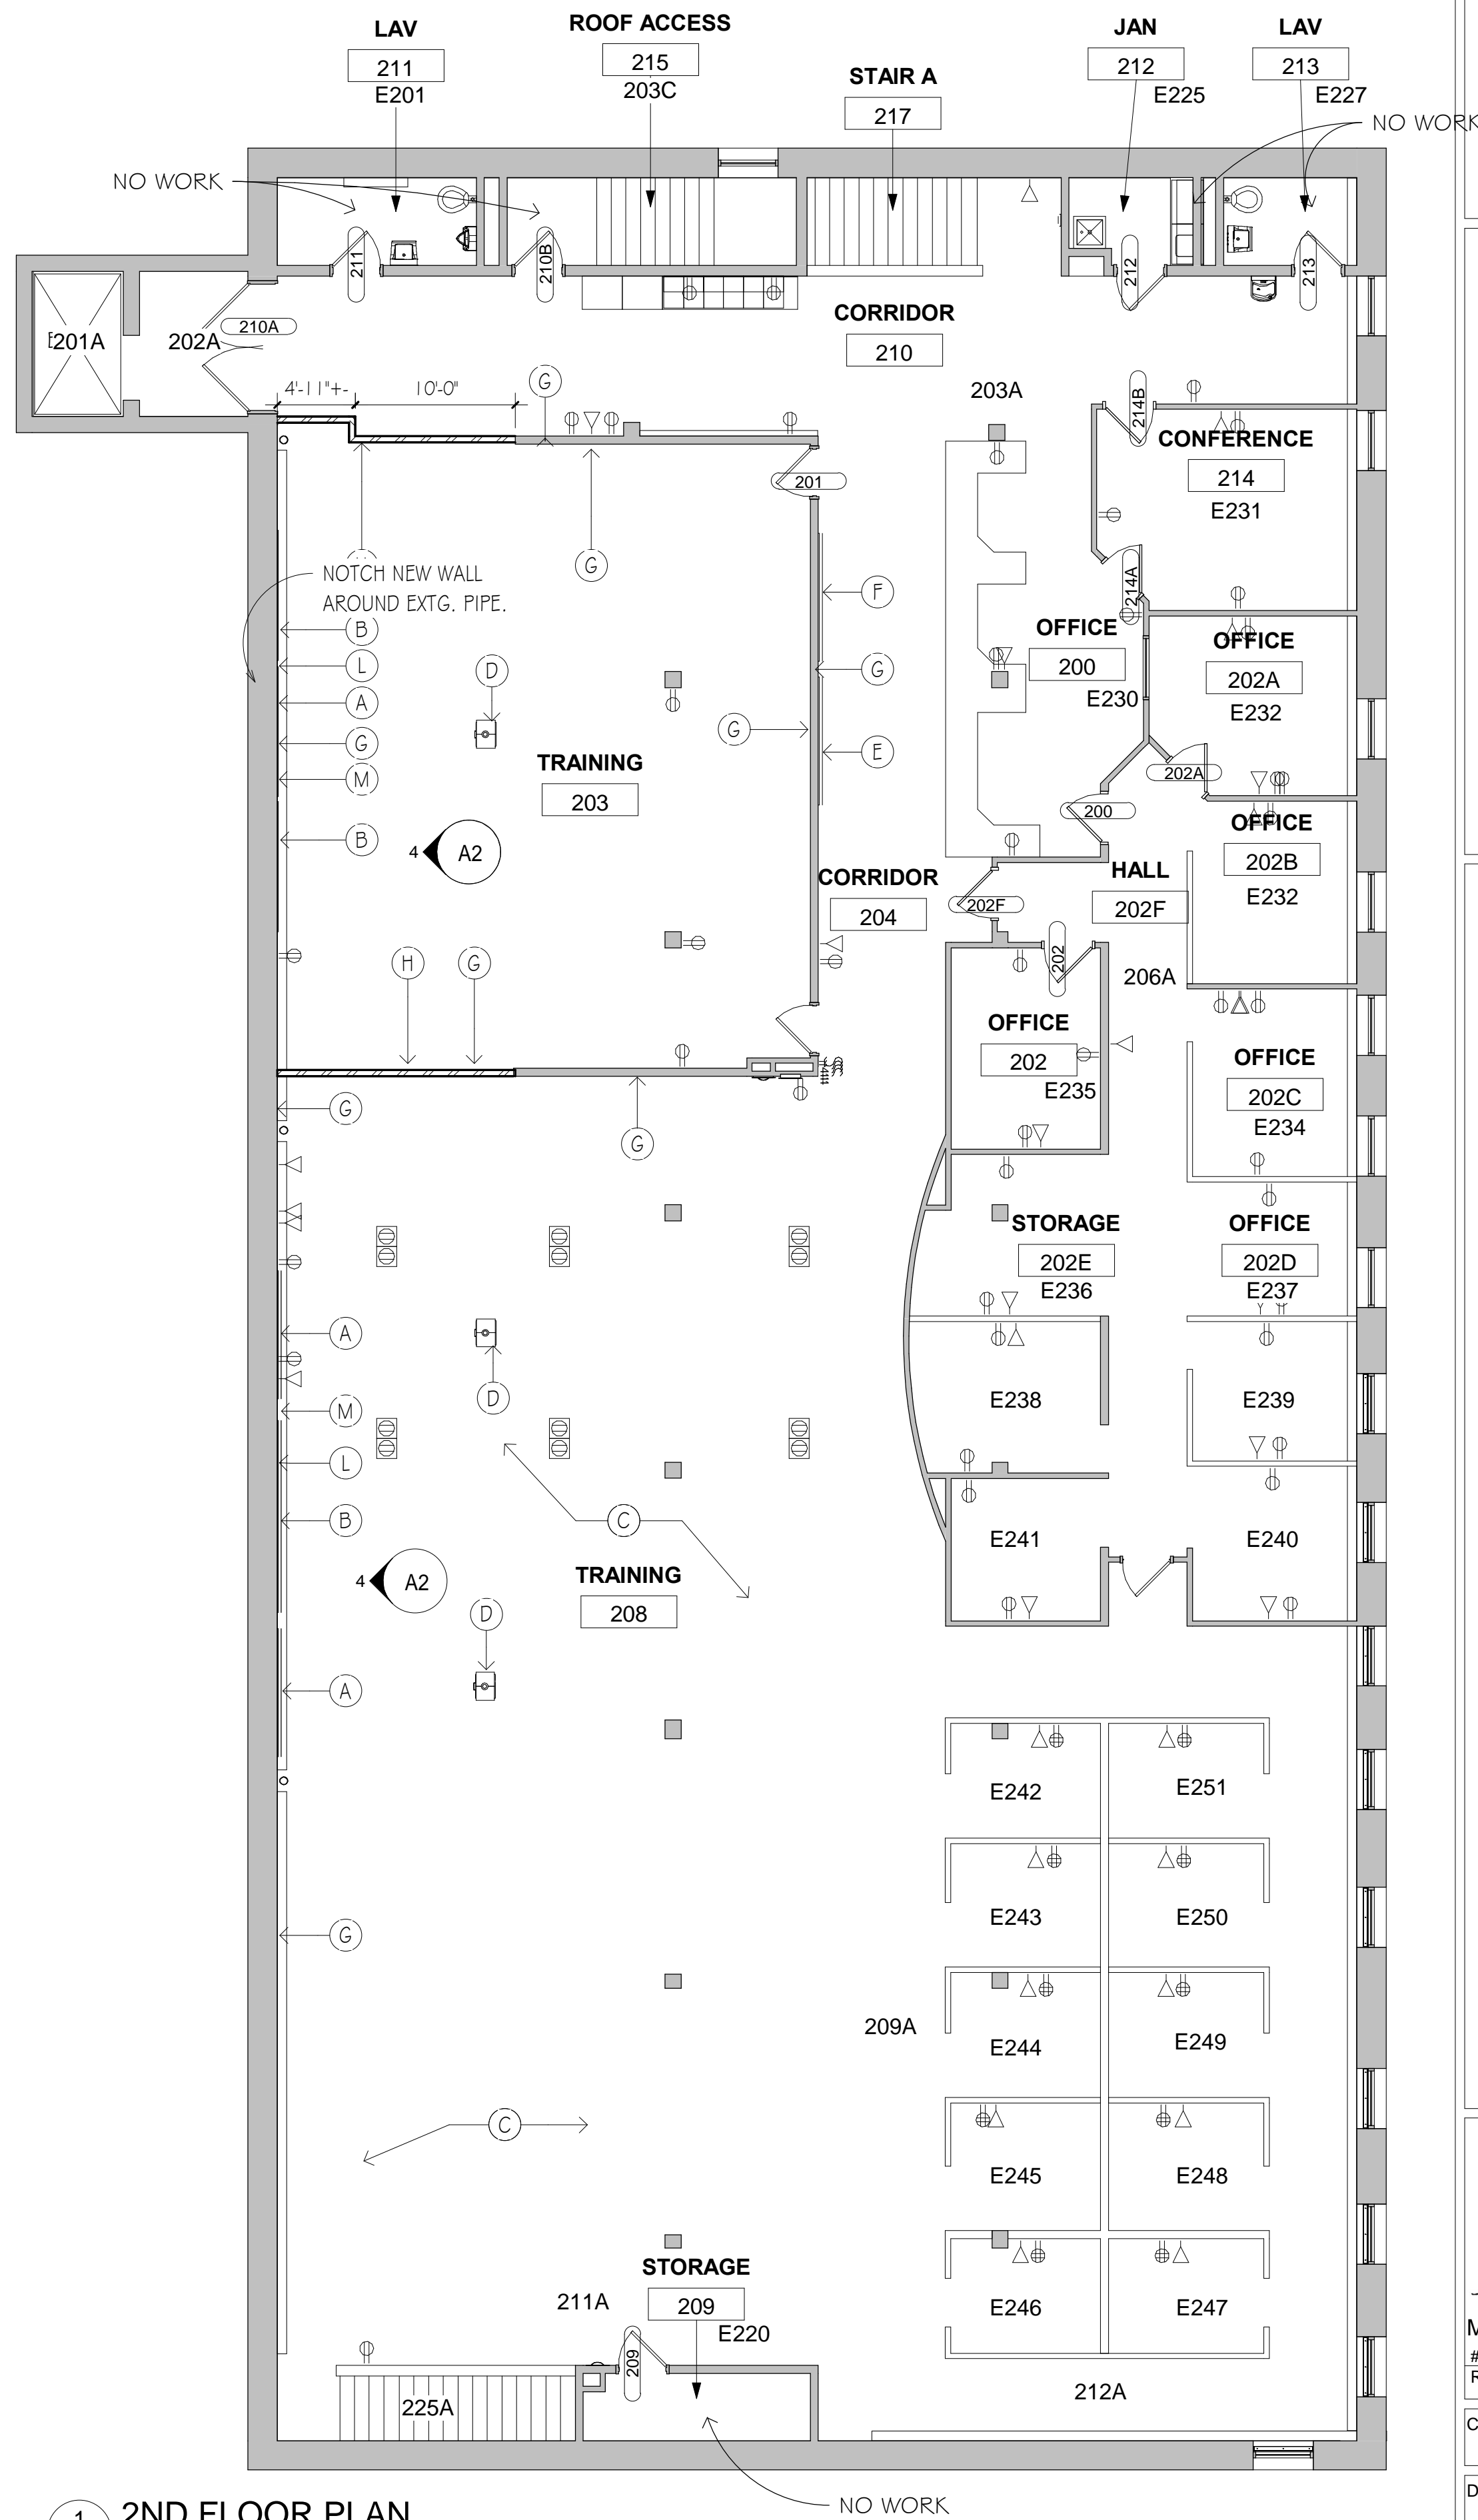 LAV
211
E201
ROOF ACCESS
215
203C
STAIR A
217
JAN
212
E225
LAV
213
E227
NO WORK
NO WORK
211
210B
212
213
201A
202A
210A
CORRIDOR
210
4'-11"+-
10'-0"
G
203A
214B
CONFERENCE
214
E231
201
G
NOTCH NEW WALL
AROUND EXTG. PIPE.
F
214A
B
L
A
G
M
B
D
G
G
E
OFFICE
200
E230
OFFICE
202A
E232
TRAINING
203
202A
200
4
A2
OFFICE
202B
E232
CORRIDOR
204
HALL
202F
202F
202
H
G
206A
OFFICE
202
E235
OFFICE
202C
E234
G
G
STORAGE
202E
E236
OFFICE
202D
E237
A
D
M
L
B
C
E238
E239
E241
E240
4
A2
TRAINING
208
D
A
E242
E251
E243
E250
G
209A
E244
E249
C
E245
E248
STORAGE
209
E220
211A
E246
E247
209
225A
212A
NO WORK
1
2ND FLOOR PLAN
M
#
R
C
D